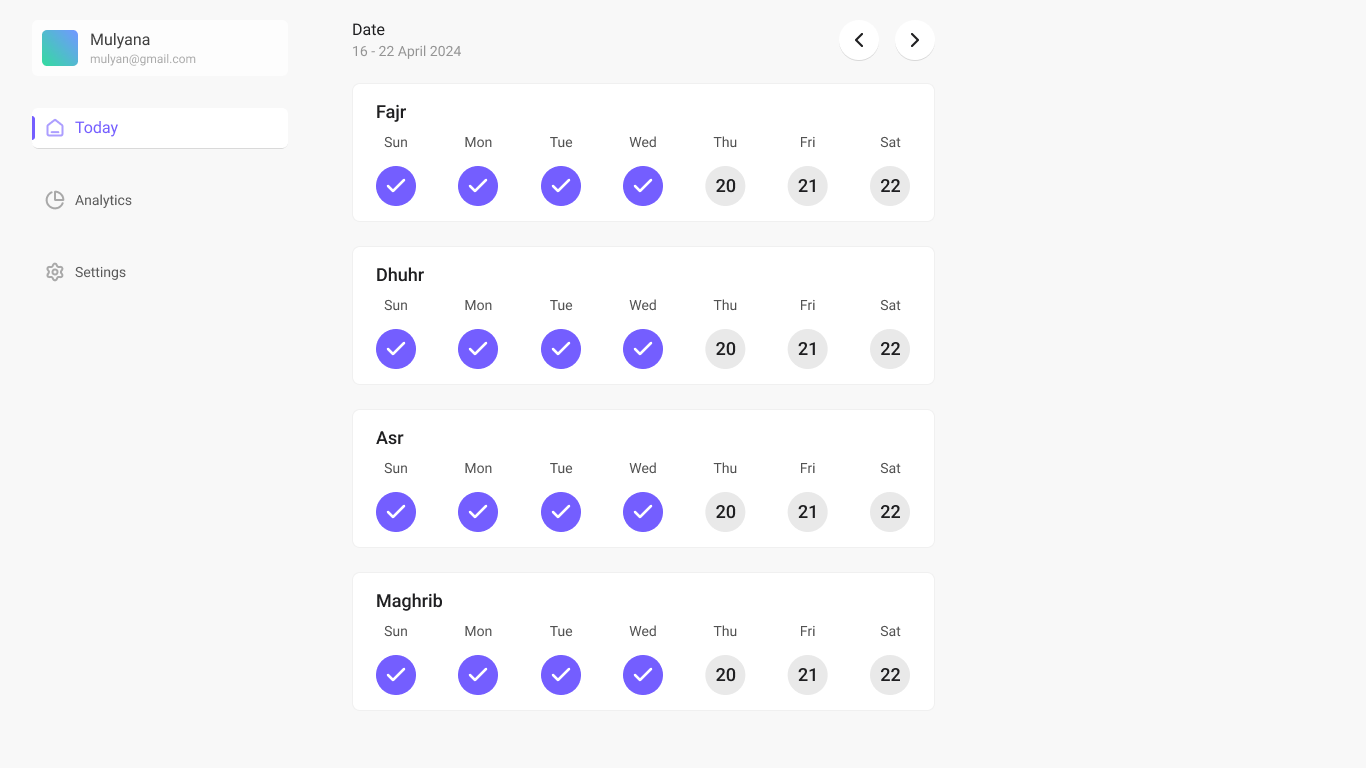 Mulyana
mulyan@gmail.com
Today
Analytics
Settings
Date
16 - 22 April 2024
Fajr
Sun Mon Tue Wed Thu Fri Sat
20 21 22
Dhuhr
Sun Mon Tue Wed Thu Fri Sat
20 21 22
Asr
Sun Mon Tue Wed Thu Fri Sat
20 21 22
Maghrib
Sun Mon Tue Wed Thu Fri Sat
20 21 22